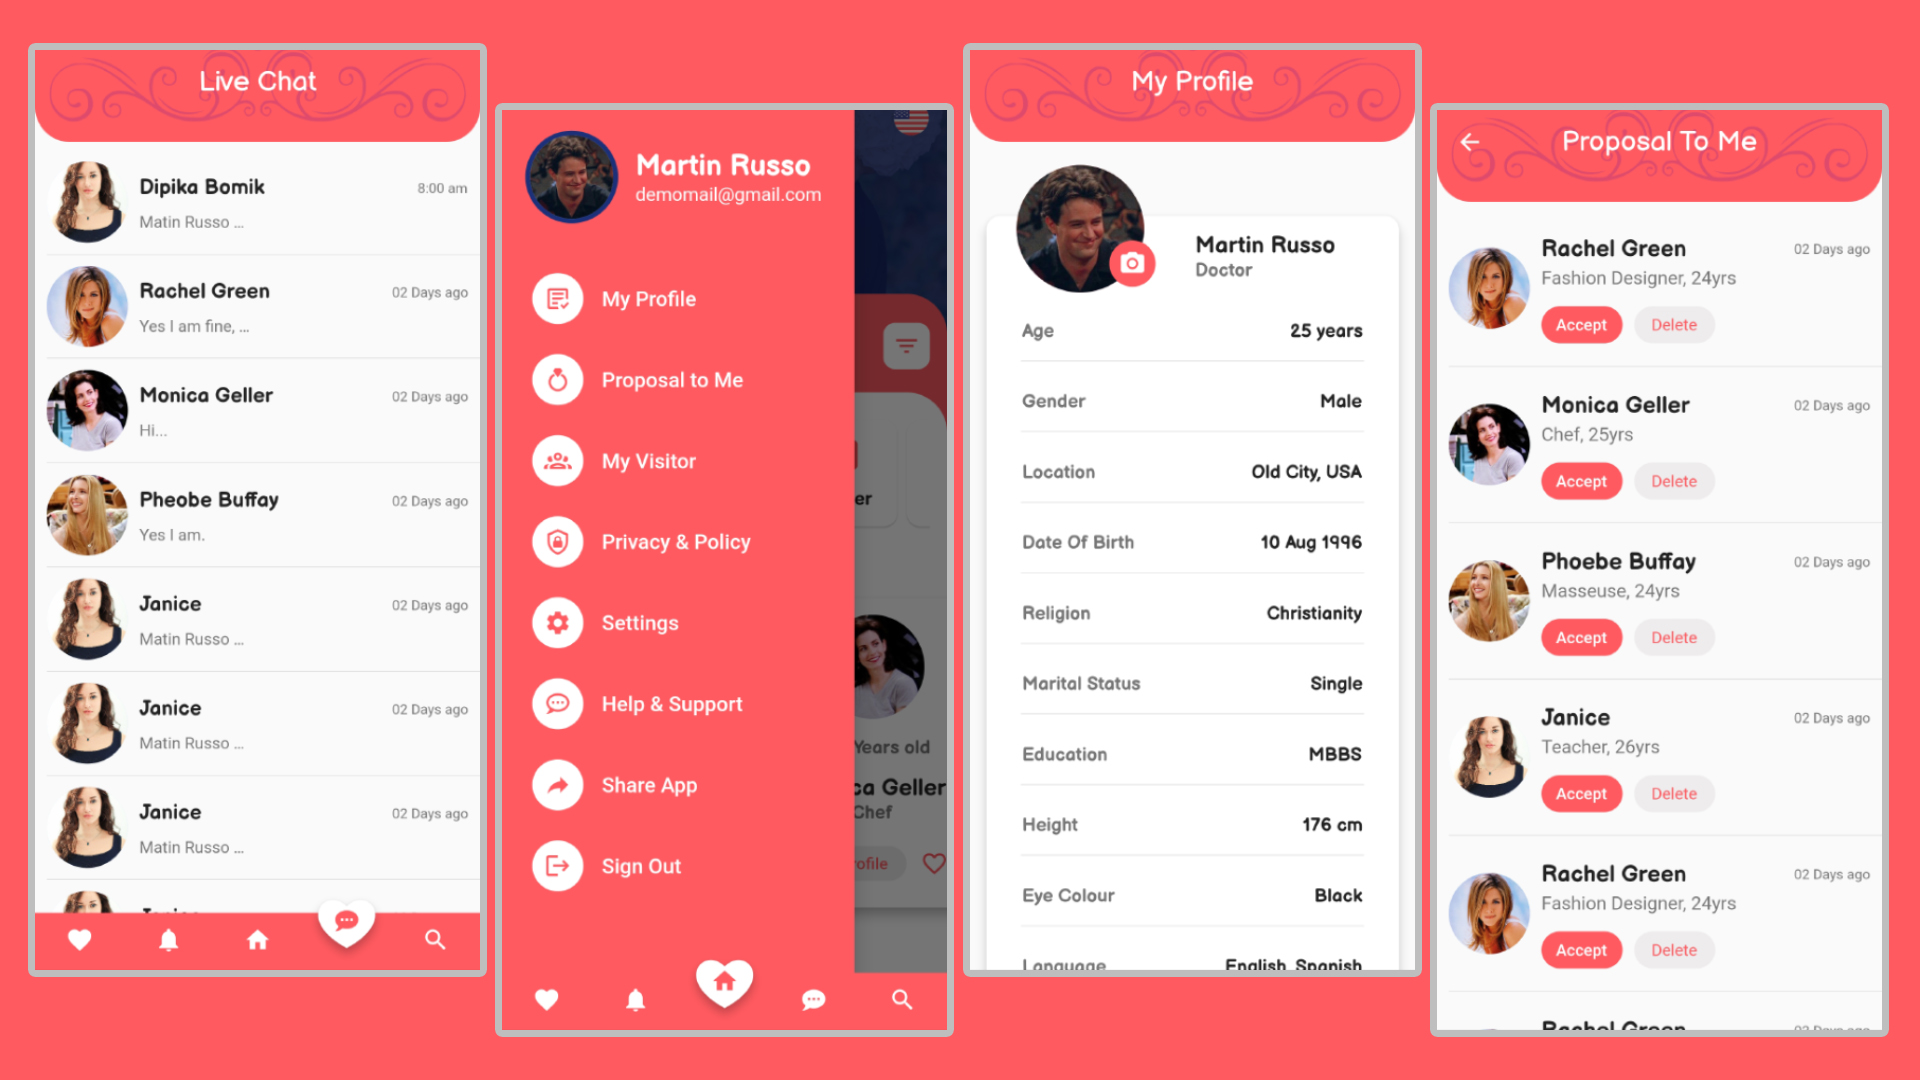 Live Chat
Dipika Bomik
8:00 am
Matin Russo ...
Rachel Green
02 Days ago
Yes I am fine, ...
Monica Geller
02 Days ago
Hi...
Pheobe Buffay
02 Days ago
Yes I am.
Janice
02 Days ago
Matin Russo ...
Janice
02 Days ago
Matin Russo ...
Janice
02 Days ago
Matin Russo ...
Martin Russo
demomail@gmail.com
My Profile
Proposal to Me
My Visitor
Privacy & Policy
Settings
Help & Support
Share App
Sign Out
er
Years old
ca Geller
Chef
rofile
My Profile
Martin Russo
Doctor
Age 25 years
Gender Male
Location Old City, USA
Date Of Birth 10 Aug 1996
Religion Christianity
Marital Status Single
Education MBBS
Height 176 cm
Eye Colour Black
Language English, Spanish
Proposal To Me
Rachel Green
02 Days ago
Fashion Designer, 24yrs
Accept Delete
Monica Geller
02 Days ago
Chef, 25yrs
Accept Delete
Phoebe Buffay
02 Days ago
Masseuse, 24yrs
Accept Delete
Janice
02 Days ago
Teacher, 26yrs
Accept Delete
Rachel Green
02 Days ago
Fashion Designer, 24yrs
Accept Delete
Rachel Green
02 Days ago